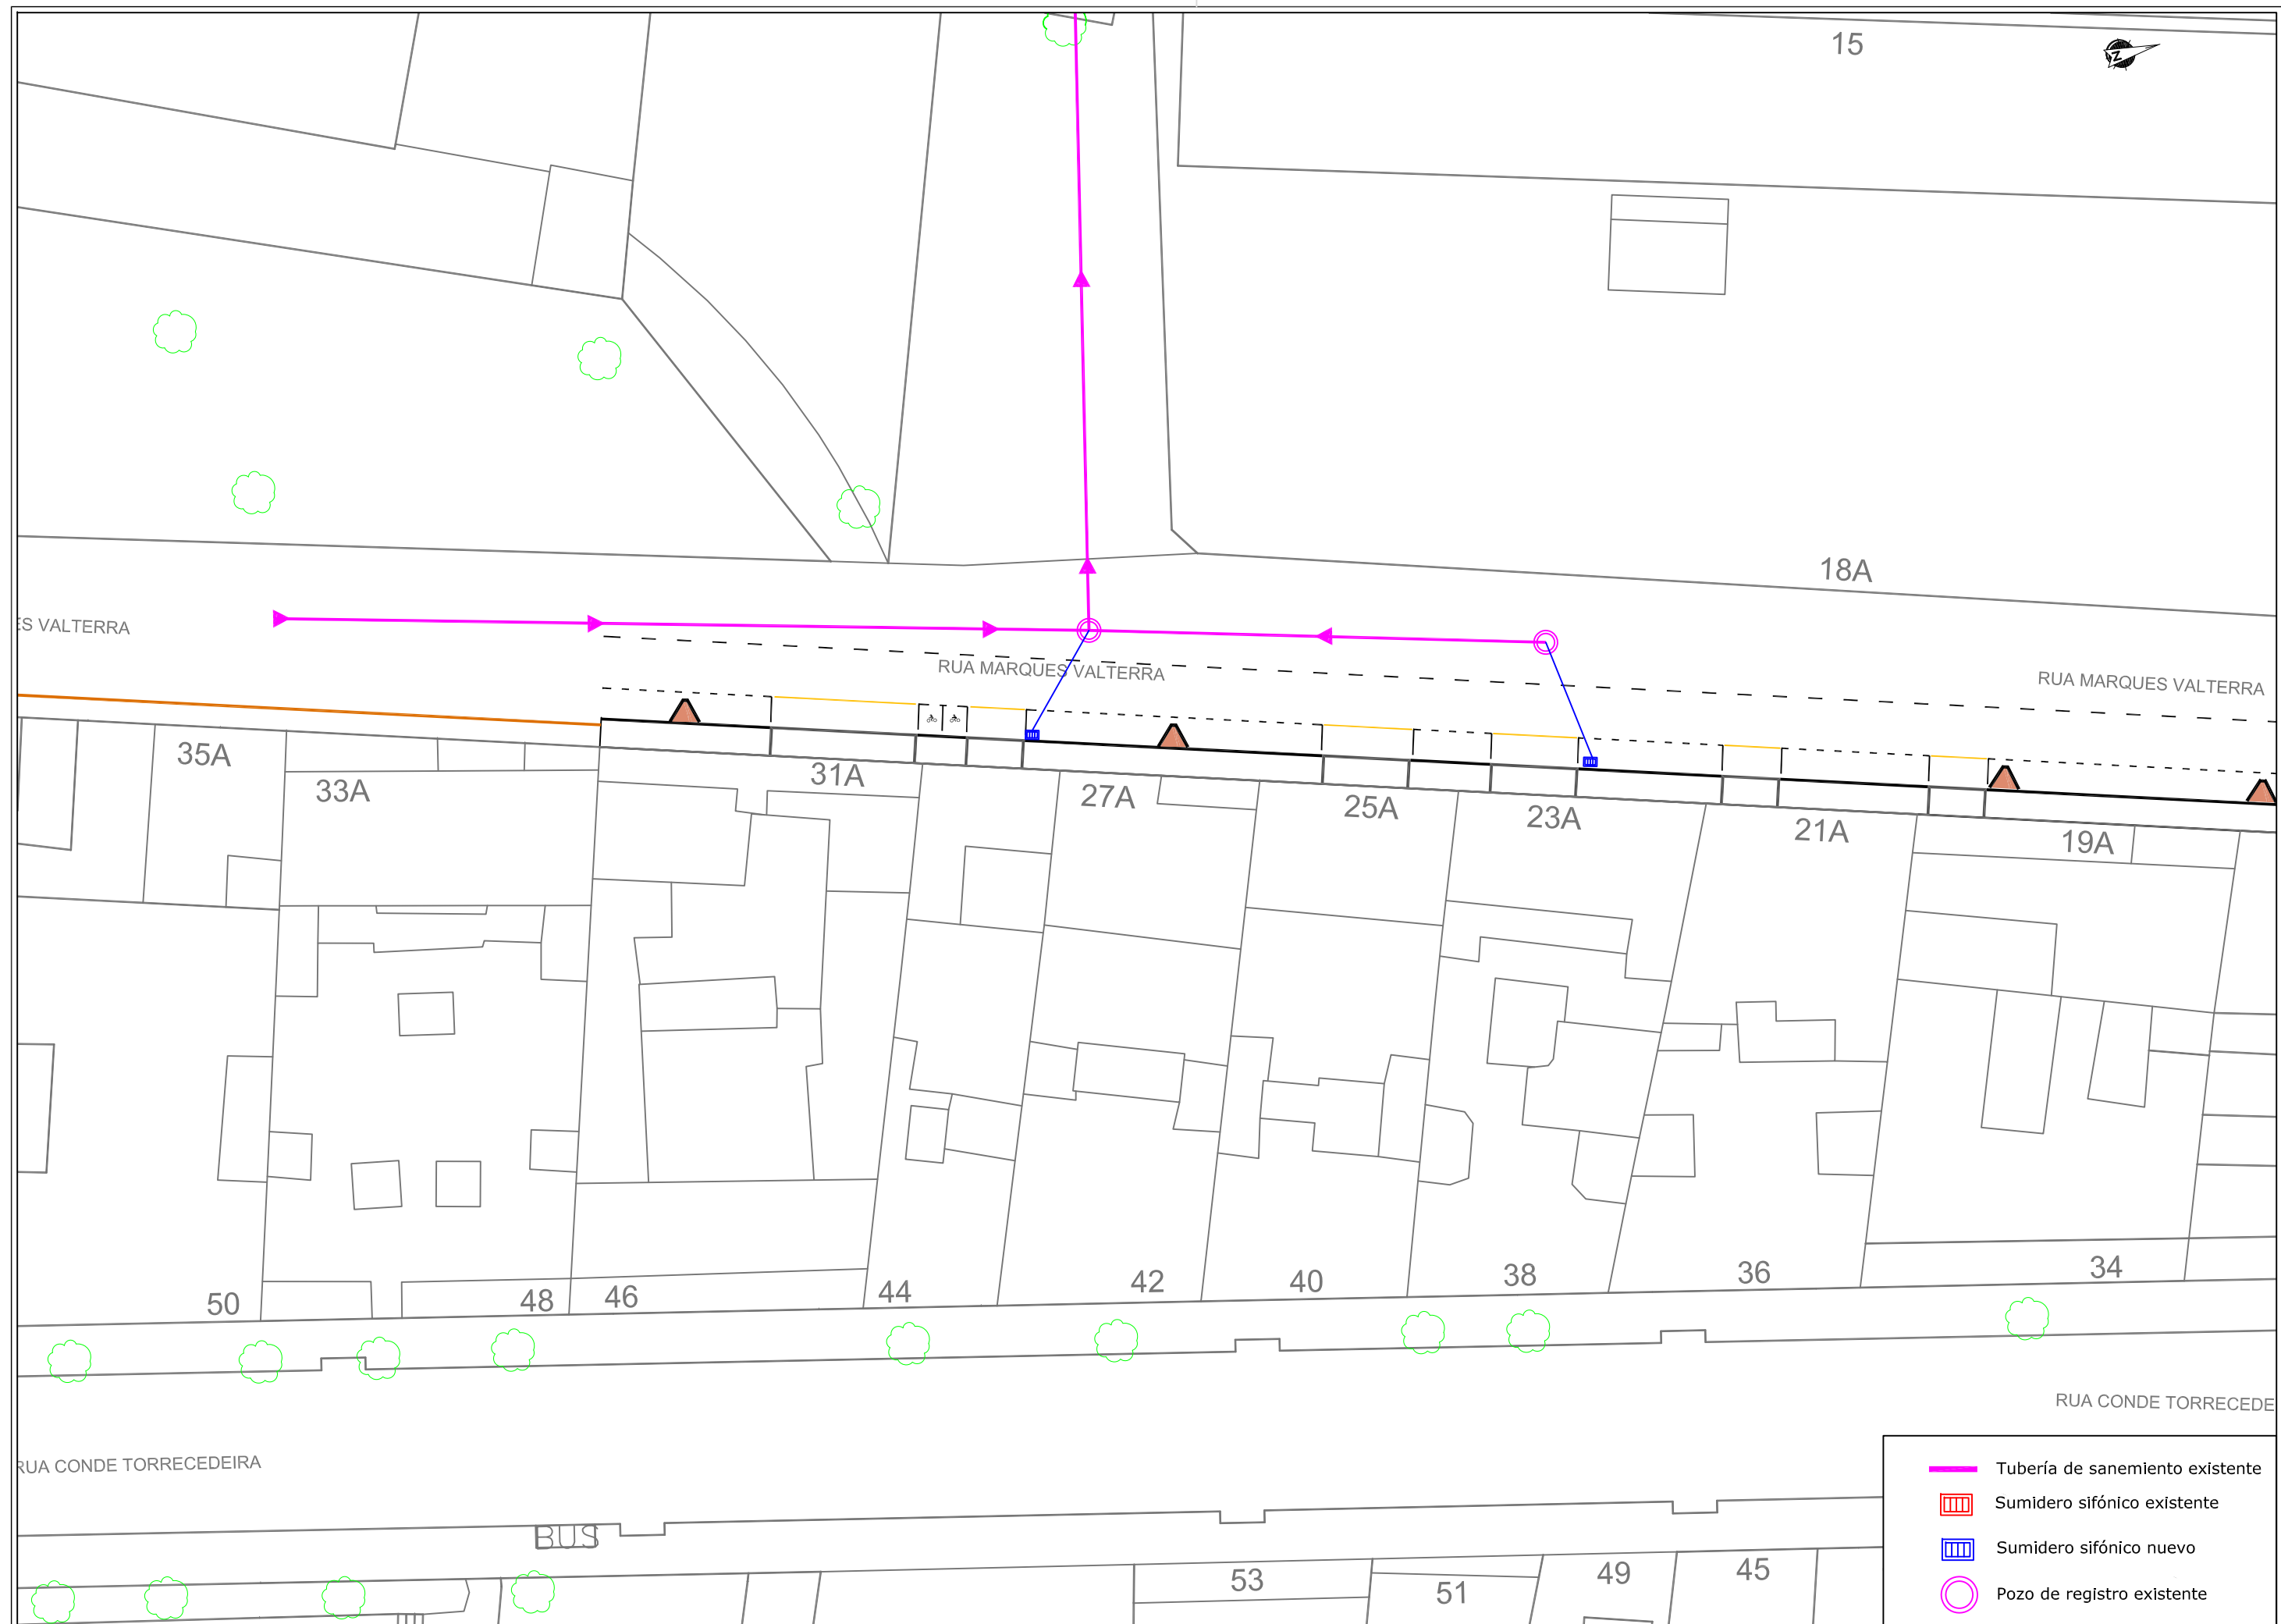 15
N
18A
ES VALTERRA
RUA MARQUES VALTERRA
RUA MARQUES VALTERRA
35A
33A
31A
27A
25A
23A
21A
19A
50
48
46
44
42
40
38
36
34
RUA CONDE TORRECEDE
RUA CONDE TORRECEDEIRA
BUS
53
51
49
45
Tubería de sanemiento existente
Sumidero sifónico existente
Sumidero sifónico nuevo
Pozo de registro existente